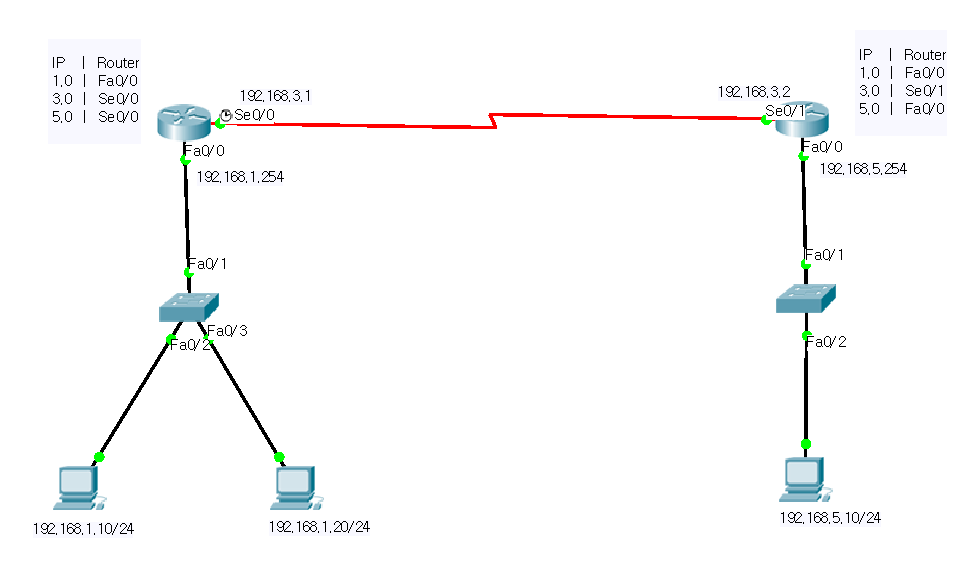 IP | Router
1,0 | Fa0/0
3,0 | Se0/0
5,0 | Se0/0
IP | Router
1,0 | Fa0/0
3,0 | Se0/1
5,0 | Fa0/0
192,168,3,1
Se0/0
192,168,3,2
Se0/1
Fa0/0
192,168,1,254
Fa0/0
192,168,5,254
Fa0/1
Fa0/1
Fa0/2
Fa0/3
Fa0/2
192,168,1,10/24
192,168,1,20/24
192,168,5,10/24